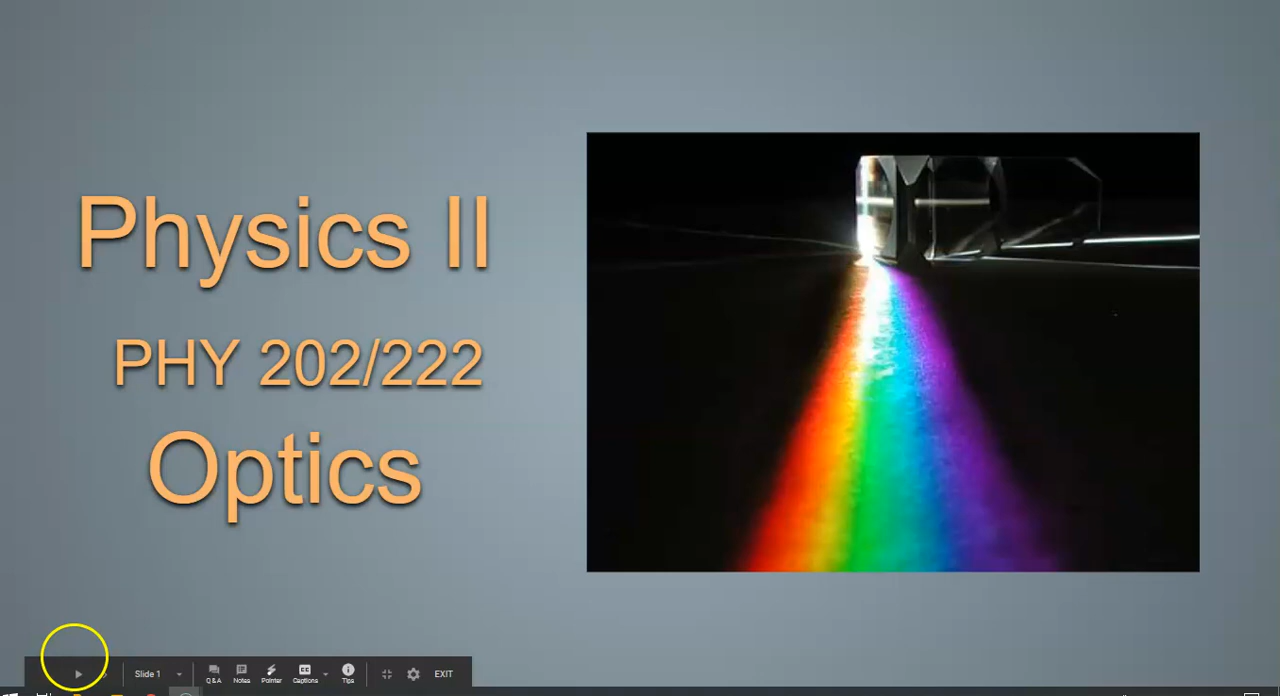 Physics II
PHY 202/222
Optics
Slide 1
Q&A
Notes
Pointer
Captions
Tips
EXIT